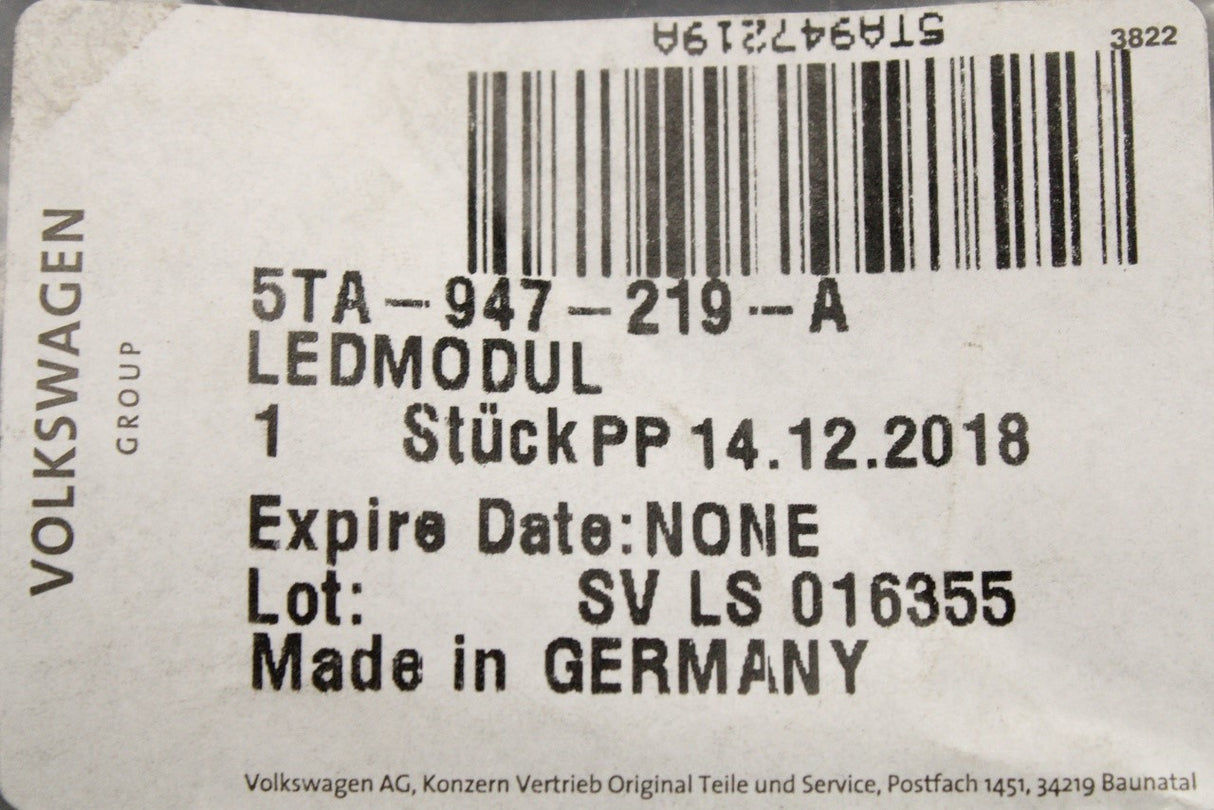 5TA947219A
3822
5TA-947-219--A
LEDMODUL
1 Stück PP 14.12.2018
Expire Date:NONE
Lot: SV LS 016355
Made in GERMANY
VOLKSWAGEN
GROUP
Volkswagen AG, Konzern Vertrieb Original Teile und Service, Postfach 1451, 34219 Baunatal